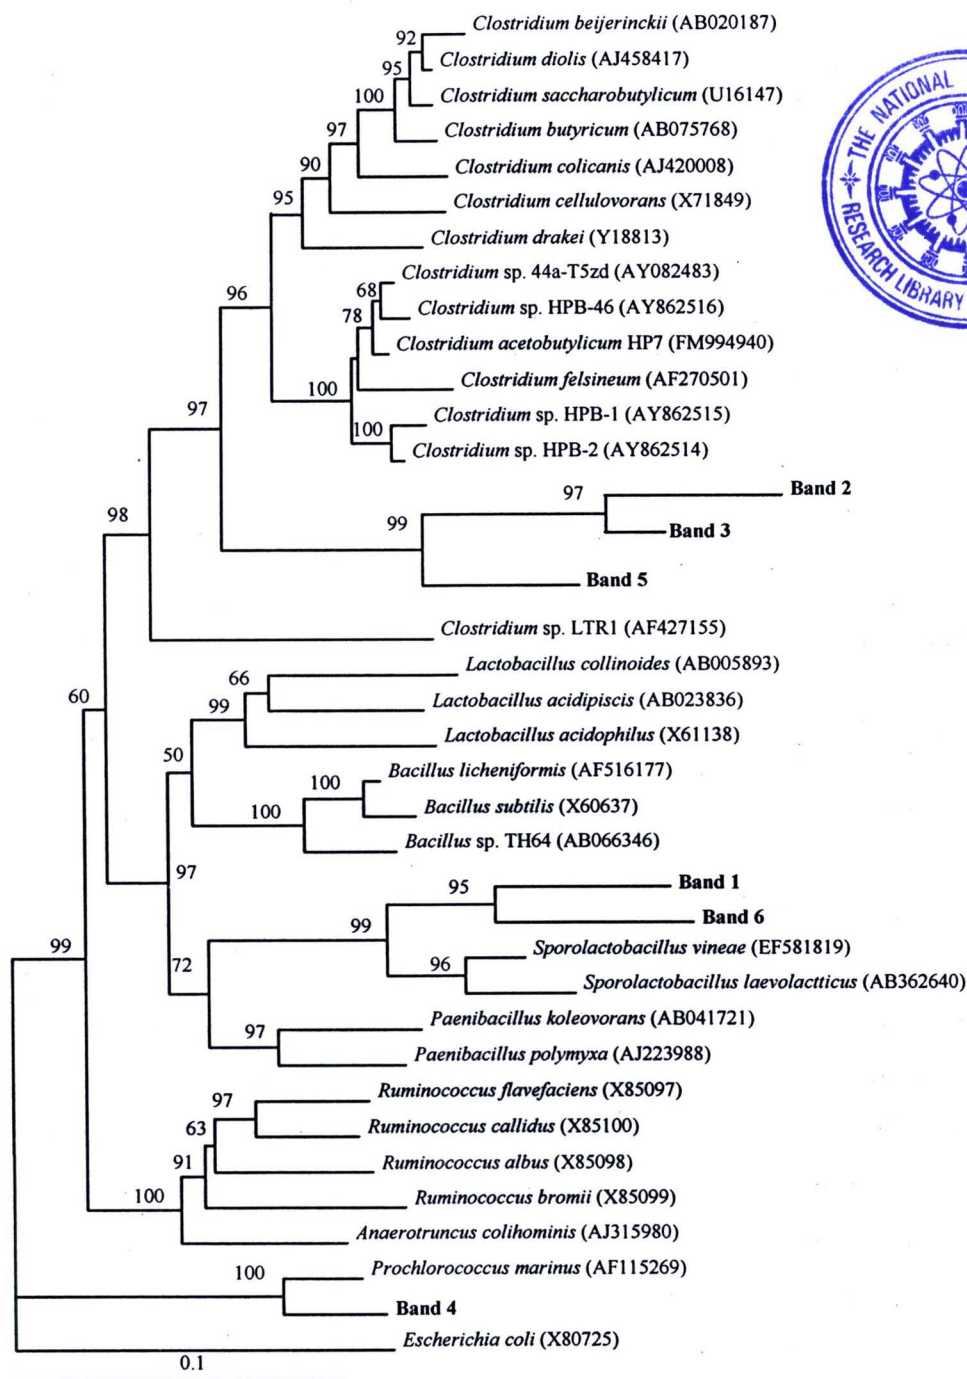 92
Clostridium beijerinckii (AB020187)
Clostridium diolis (AJ458417)
95
Clostridium saccharobutylicum (U16147)
100
Clostridium butyricum (AB075768)
97
Clostridium colicanis (AJ420008)
90
Clostridium cellulovorans (X71849)
95
Clostridium drakei (Y18813)
96
Clostridium sp. 44a-T5zd (AY082483)
68
Clostridium sp. HPB-46 (AY862516)
78
Clostridium acetobutylicum HP7 (FM994940)
Clostridium felsineum (AF270501)
100
97
Clostridium sp. HPB-1 (AY862515)
100
Clostridium sp. HPB-2 (AY862514)
97
Band 2
98
99
Band 3
Band 5
Clostridium sp. LTR1 (AF427155)
Lactobacillus collinoides (AB005893)
66
60
Lactobacillus acidipiscis (AB023836)
99
Lactobacillus acidophilus (X61138)
50
Bacillus licheniformis (AF516177)
100
Bacillus subtilis (X60637)
100
Bacillus sp. TH64 (AB066346)
97
95
Band 1
Band 6
99
99
Sporolactobacillus vineae (EF581819)
72
96
Sporolactobacillus laevolactticus (AB362640)
Paenibacillus koleovorans (AB041721)
97
Paenibacillus polymyxa (AJ223988)
Ruminococcus flavefaciens (X85097)
97
Ruminococcus callidus (X85100)
63
Ruminococcus albus (X85098)
91
Ruminococcus bromii (X85099)
100
Anaerotruncus colihominis (AJ315980)
Prochlorococcus marinus (AF115269)
100
Band 4
Escherichia coli (X80725)
0.1
THE NATIONAL
RESEARCH LIBRARY